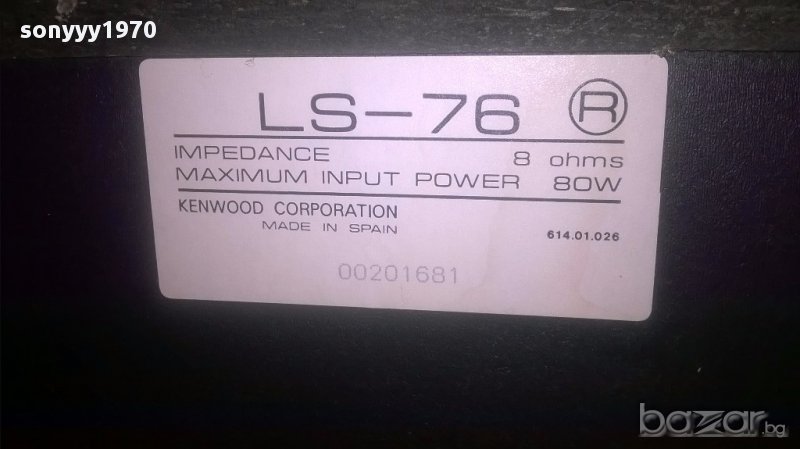 sonyyy1970
LS-76 R
IMPEDANCE 8 ohms
MAXIMUM INPUT POWER 80W
KENWOOD CORPORATION
MADE IN SPAIN 614.01.026
00201681
bazar.bg